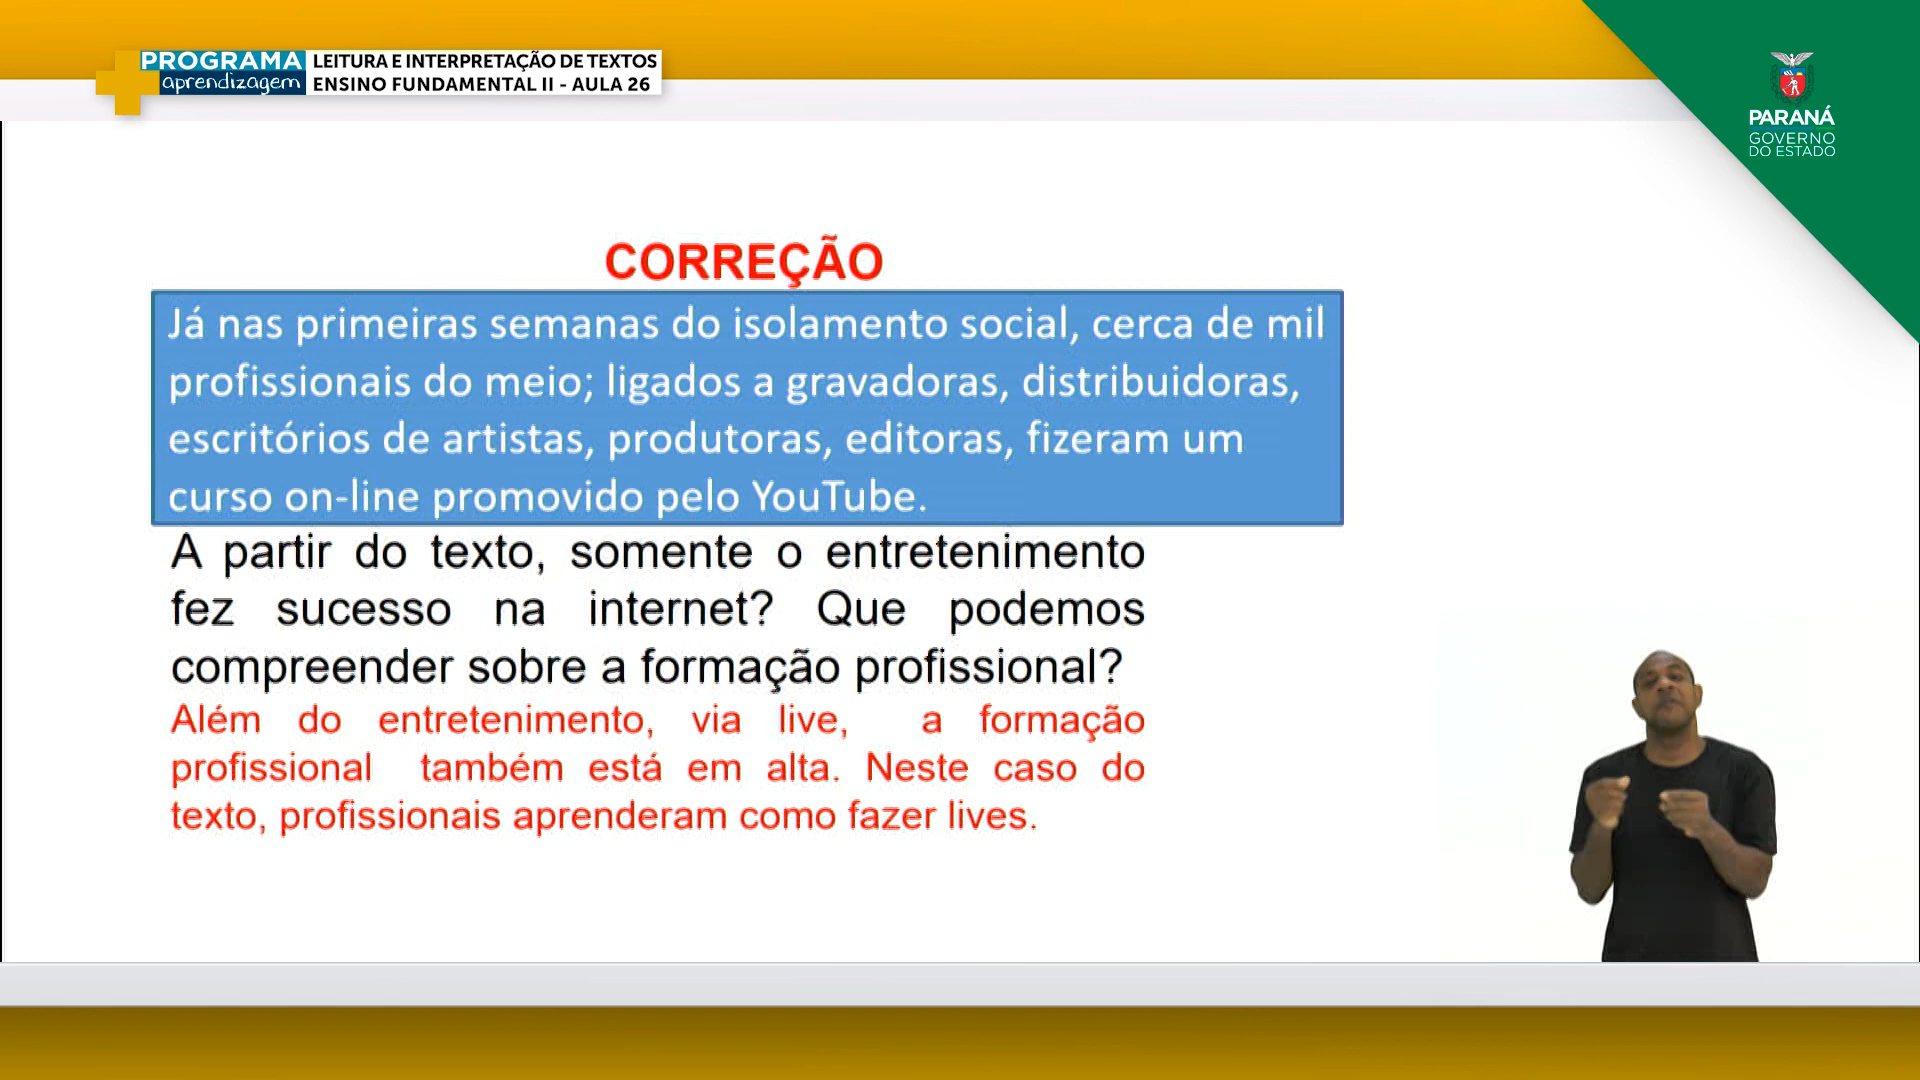 PROGRAMA
aprendizagem
LEITURA E INTERPRETAÇÃO DE TEXTOS
ENSINO FUNDAMENTAL II - AULA 26
PARANÁ
GOVERNO
DO ESTADO
CORREÇÃO
Já nas primeiras semanas do isolamento social, cerca de mil
profissionais do meio; ligados a gravadoras, distribuidoras,
escritórios de artistas, produtoras, editoras, fizeram um
curso on-line promovido pelo YouTube.
A partir do texto, somente o entretenimento
fez sucesso na internet? Que podemos
compreender sobre a formação profissional?
Além do entretenimento, via live, a formação
profissional também está em alta. Neste caso do
texto, profissionais aprenderam como fazer lives.